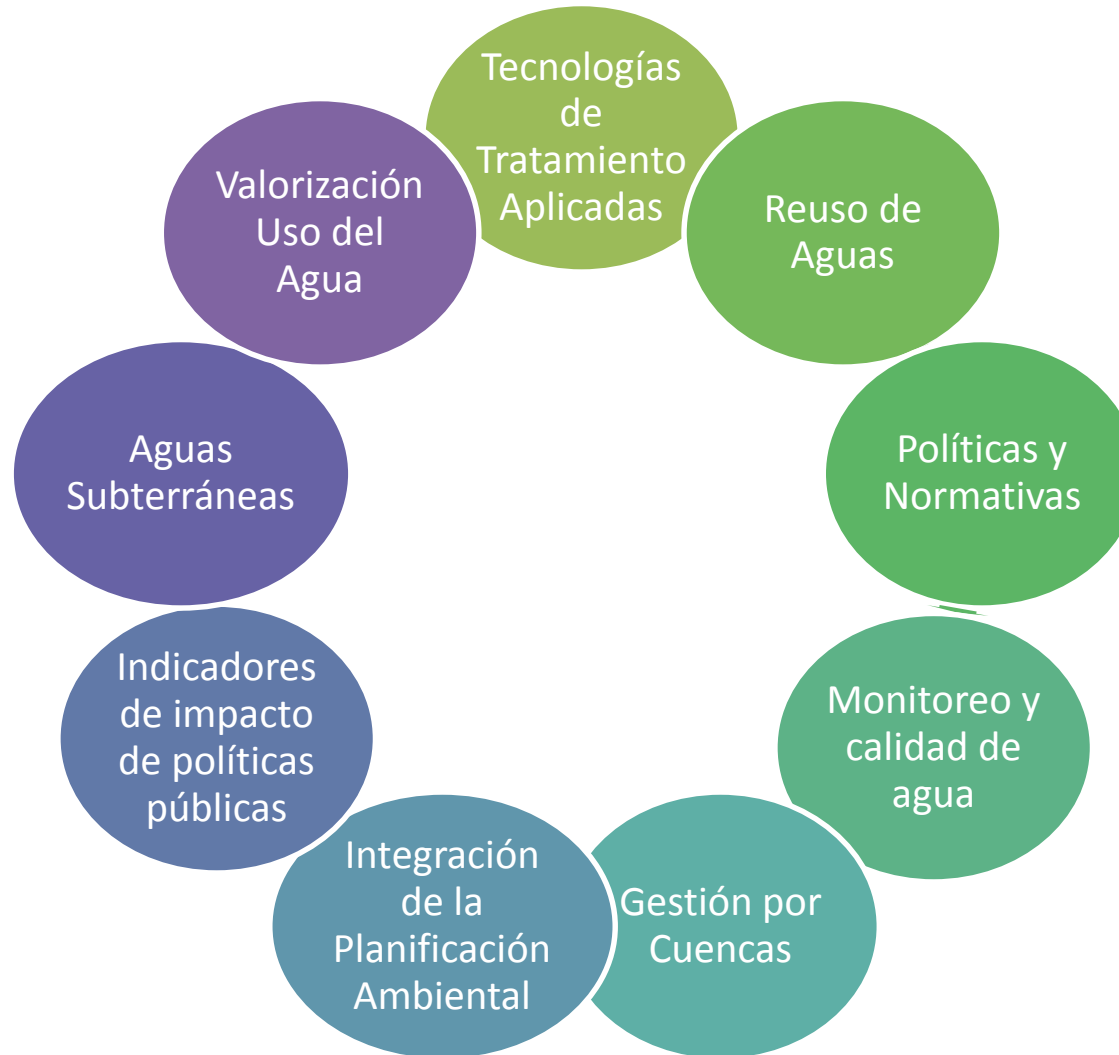 Tecnologías
de
Tratamiento
Aplicadas
Reuso de
Aguas
Políticas y
Normativas
Monitoreo y
calidad de
agua
Gestión por
Cuencas
Integración
de la
Planificación
Ambiental
Indicadores
de impacto
de políticas
públicas
Aguas
Subterráneas
Valorización
Uso del
Agua